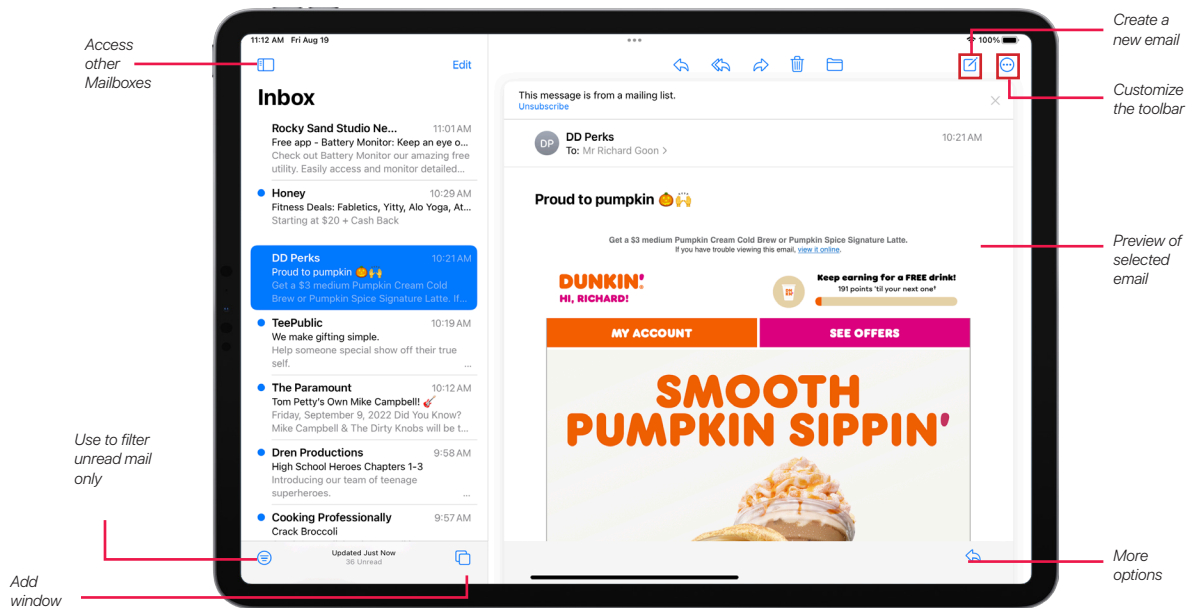 Access
other
Mailboxes
Use to filter
unread mail
only
Add
window
11:12 AM Fri Aug 19
100%
Edit
Inbox
Rocky Sand Studio Ne... 11:01 AM
Free app - Battery Monitor: Keep an eye o...
Check out Battery Monitor our amazing free
utility. Easily access and monitor detailed...
Honey 10:29 AM
Fitness Deals: Fabletics, Yitty, Alo Yoga, At...
Starting at $20 + Cash Back
DD Perks 10:21 AM
Proud to pumpkin 🎃🙌
Get a $3 medium Pumpkin Cream Cold
Brew or Pumpkin Spice Signature Latte. If...
TeePublic 10:19 AM
We make gifting simple.
Help someone special show off their true
self. ...
The Paramount 10:12 AM
Tom Petty's Own Mike Campbell! 🎸
Friday, September 9, 2022 Did You Know?
Mike Campbell & The Dirty Knobs will be t...
Dren Productions 9:58 AM
High School Heroes Chapters 1-3
Introducing our team of teenage
superheroes. ...
Cooking Professionally 9:57 AM
Crack Broccoli
Updated Just Now
36 Unread
This message is from a mailing list.
Unsubscribe
DP
DD Perks 10:21 AM
To: Mr Richard Goon >
Proud to pumpkin 🎃🙌
Get a $3 medium Pumpkin Cream Cold Brew or Pumpkin Spice Signature Latte.
If you have trouble viewing this email, view it online.
DUNKIN'
HI, RICHARD!
Keep earning for a FREE drink!
191 points 'til your next one†
MY ACCOUNT
SEE OFFERS
SMOOTH
PUMPKIN SIPPIN'
Create a
new email
Customize
the toolbar
Preview of
selected
email
More
options